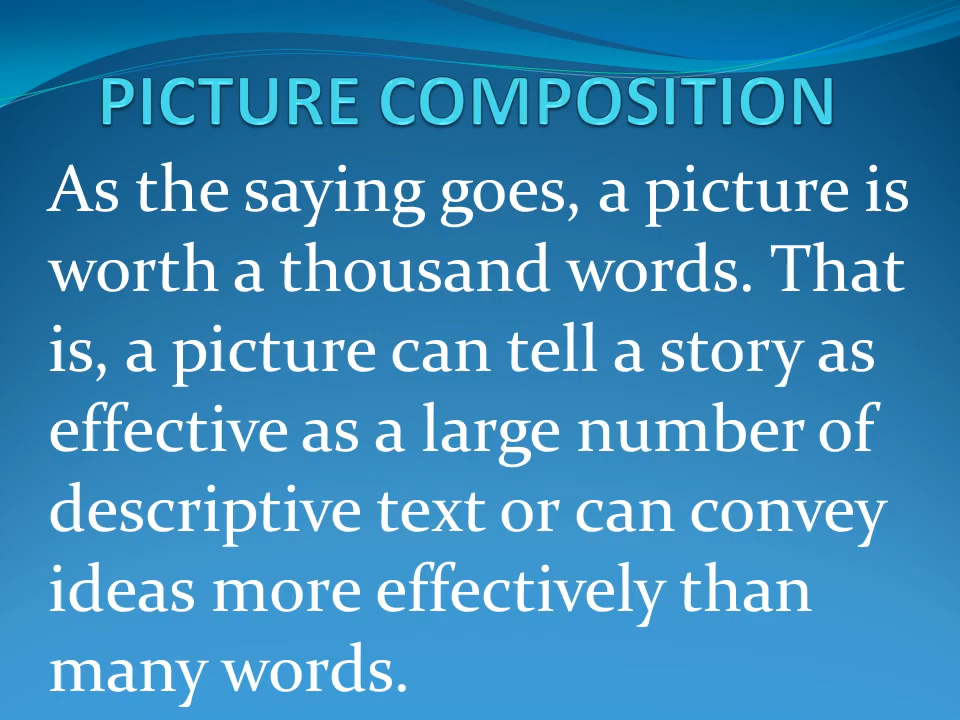 PICTURE COMPOSITION
As the saying goes, a picture is
worth a thousand words. That
is, a picture can tell a story as
effective as a large number of
descriptive text or can convey
ideas more effectively than
many words.